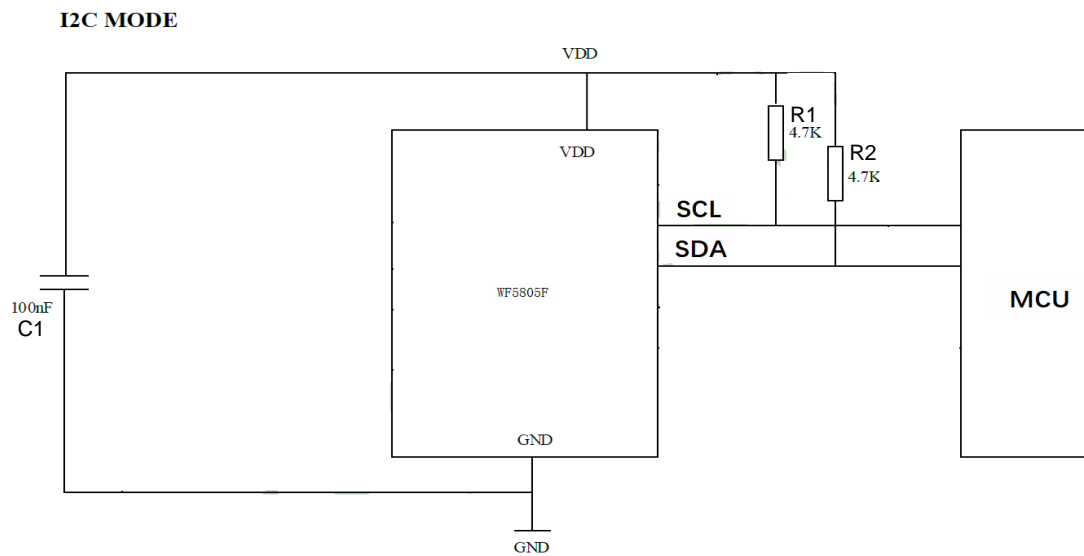 I2C MODE
VDD
R1
4.7K
VDD
R2
4.7K
SCL
SDA
WF5805F
MCU
100nF
C1
GND
GND